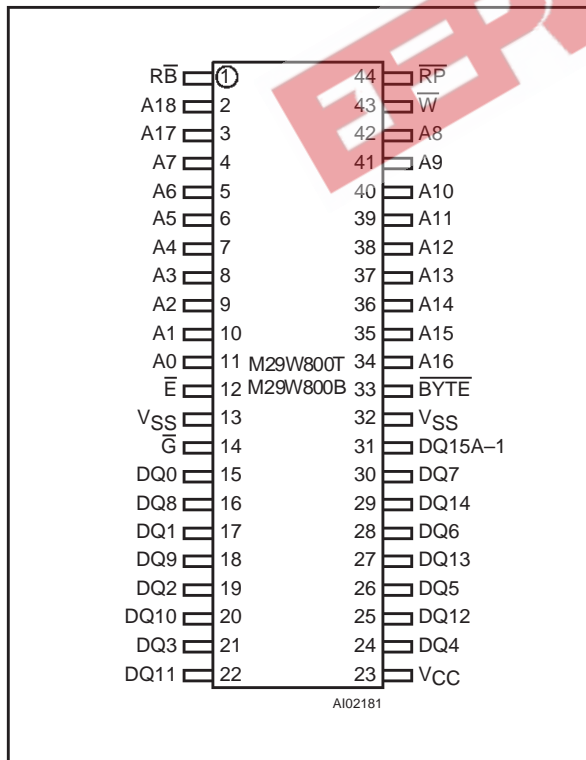 EEP
RB̅ 1 44 R̅P̅
A18 2 43 W̅
A17 3 42 A8
A7 4 41 A9
A6 5 40 A10
A5 6 39 A11
A4 7 38 A12
A3 8 37 A13
A2 9 36 A14
A1 10 35 A15
A0 11 M29W800T 34 A16
E̅ 12 M29W800B 33 B̅Y̅T̅E̅
VSS 13 32 VSS
G̅ 14 31 DQ15A–1
DQ0 15 30 DQ7
DQ8 16 29 DQ14
DQ1 17 28 DQ6
DQ9 18 27 DQ13
DQ2 19 26 DQ5
DQ10 20 25 DQ12
DQ3 21 24 DQ4
DQ11 22 23 VCC
AI02181